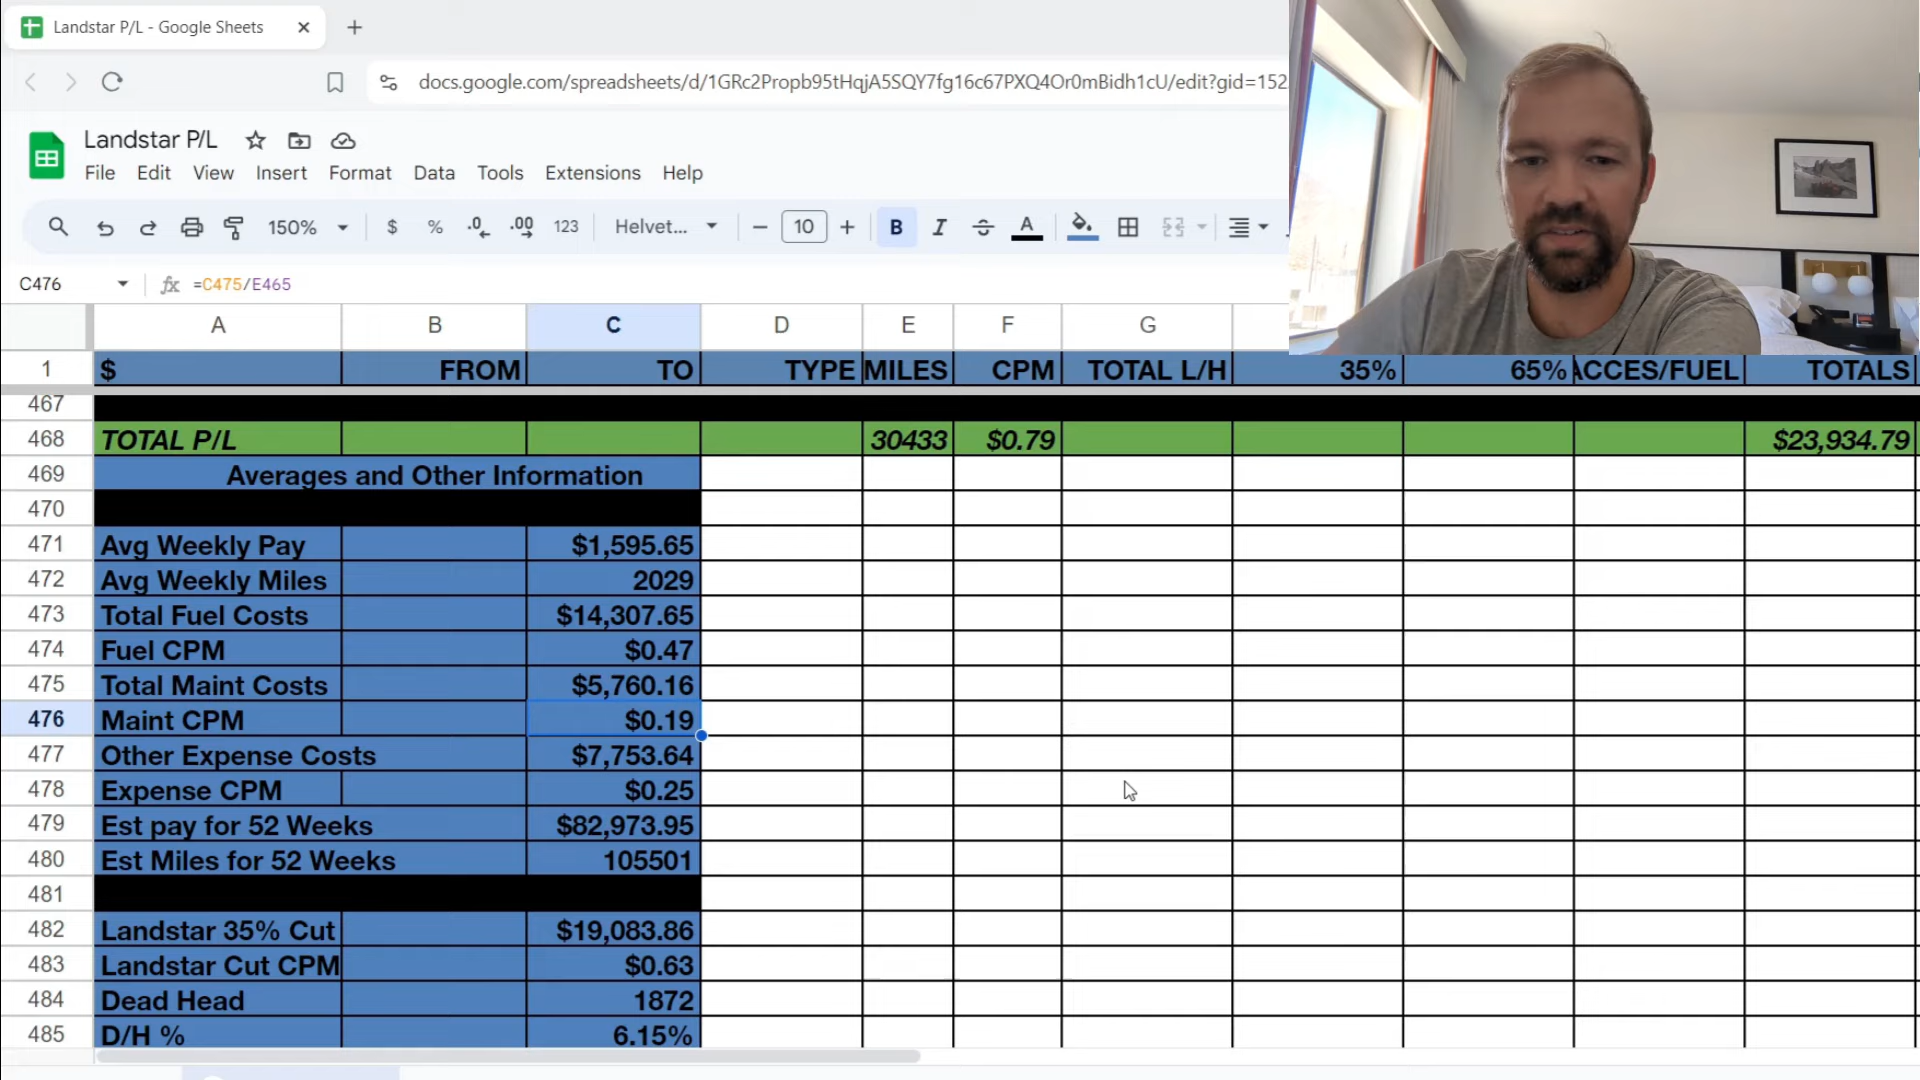 Landstar P/L - Google Sheets
docs.google.com/spreadsheets/d/1GRc2Propb95tHqjA5SQY7fg16c67PXQ4Or0mBidh1cU/edit?gid=152
Landstar P/L
File Edit View Insert Format Data Tools Extensions Help
150% $ % .0 .00 123 Helvet... 10 B I A
C476 fx =C475/E465
A B C D E F G
1 $ FROM TO TYPE MILES CPM TOTAL L/H 35% 65% ACCES/FUEL TOTALS
467
468 TOTAL P/L 30433 $0.79 $23,934.79
469 Averages and Other Information
470
471 Avg Weekly Pay $1,595.65
472 Avg Weekly Miles 2029
473 Total Fuel Costs $14,307.65
474 Fuel CPM $0.47
475 Total Maint Costs $5,760.16
476 Maint CPM $0.19
477 Other Expense Costs $7,753.64
478 Expense CPM $0.25
479 Est pay for 52 Weeks $82,973.95
480 Est Miles for 52 Weeks 105501
481
482 Landstar 35% Cut $19,083.86
483 Landstar Cut CPM $0.63
484 Dead Head 1872
485 D/H % 6.15%